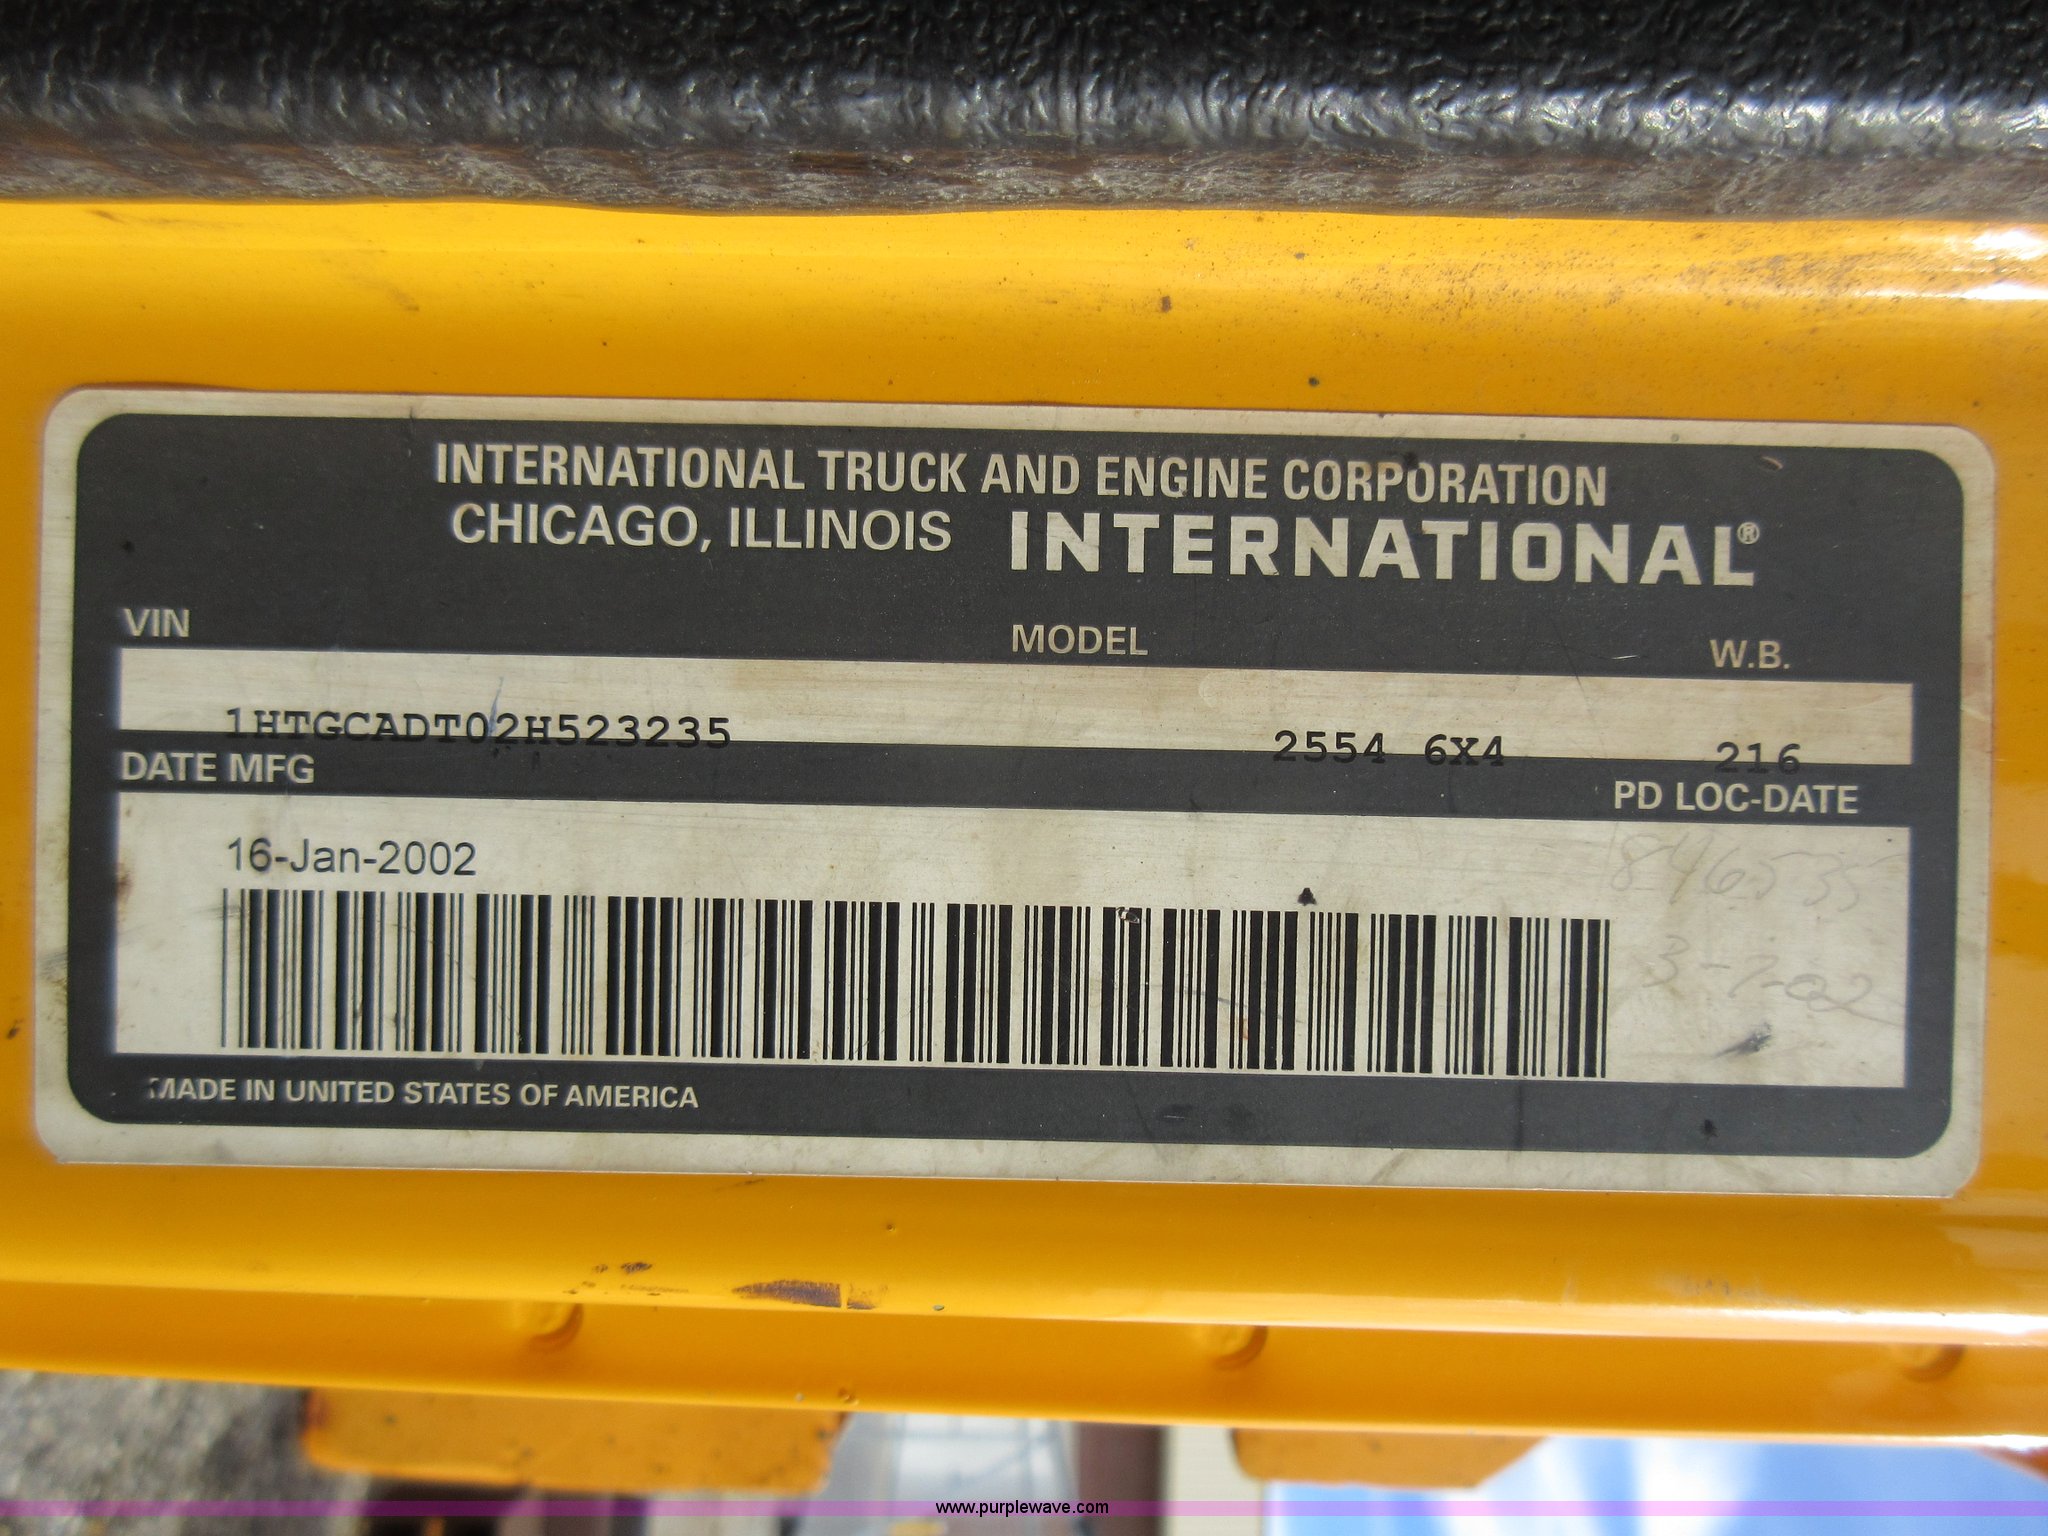 INTERNATIONAL TRUCK AND ENGINE CORPORATION
CHICAGO, ILLINOIS INTERNATIONAL®
VIN MODEL W.B.
1HTGCADT02H523235 2554 6X4 216
DATE MFG PD LOC-DATE
16-Jan-2002
846535
3-7-02
MADE IN UNITED STATES OF AMERICA
www.purplewave.com